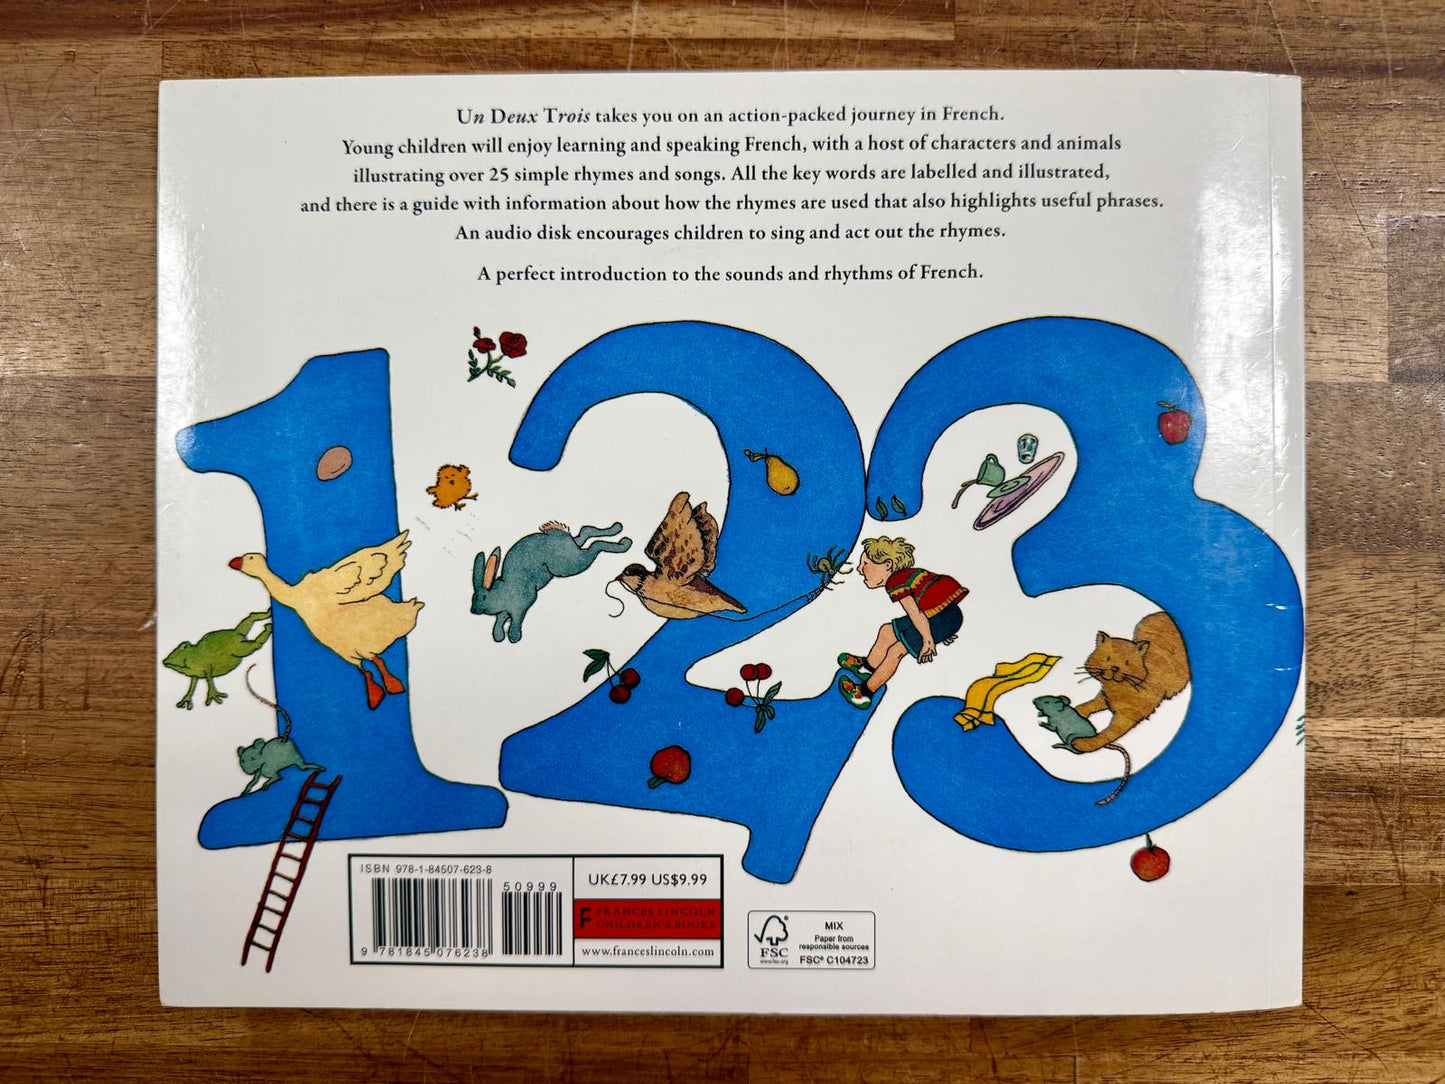 Un Deux Trois takes you on an action-packed journey in French.
Young children will enjoy learning and speaking French, with a host of characters and animals
illustrating over 25 simple rhymes and songs. All the key words are labelled and illustrated,
and there is a guide with information about how the rhymes are used that also highlights useful phrases.
An audio disk encourages children to sing and act out the rhymes.
A perfect introduction to the sounds and rhythms of French.
1 2 3
ISBN 978-1-84507-623-8
50999
9 781845 076238
UK£7.99 US$9.99
F FRANCES LINCOLN
CHILDREN'S BOOKS
www.franceslincoln.com
FSC
www.fsc.org
MIX
Paper from
responsible sources
FSC® C104723